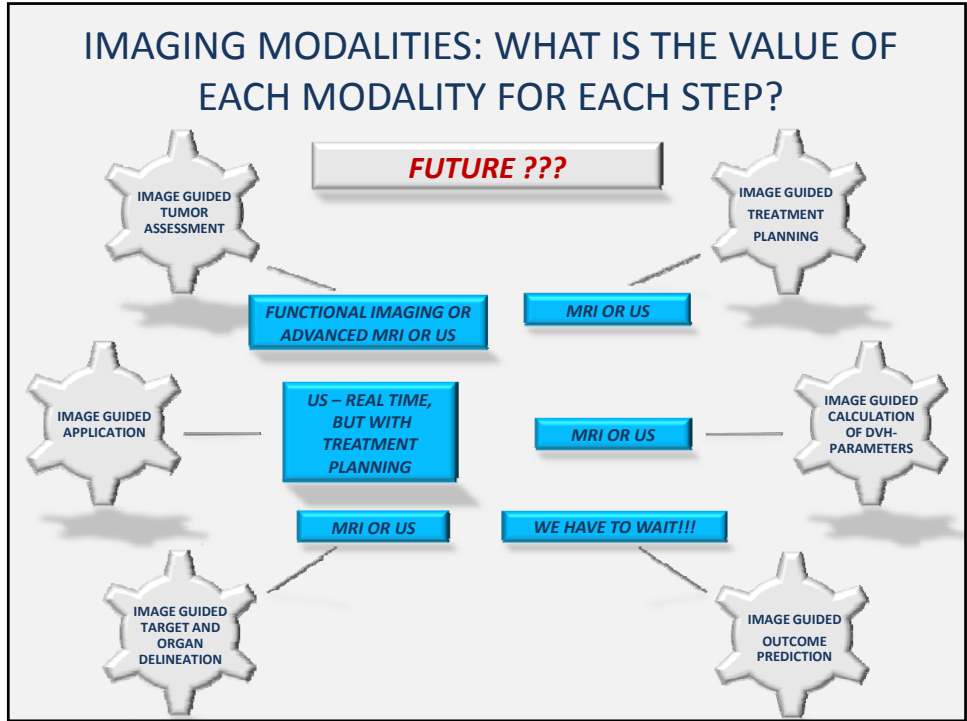 IMAGING MODALITIES: WHAT IS THE VALUE OF
EACH MODALITY FOR EACH STEP?
FUTURE ???
IMAGE GUIDED
TUMOR
ASSESSMENT
IMAGE GUIDED
TREATMENT
PLANNING
FUNCTIONAL IMAGING OR
ADVANCED MRI OR US
MRI OR US
IMAGE GUIDED
APPLICATION
US – REAL TIME,
BUT WITH
TREATMENT
PLANNING
MRI OR US
IMAGE GUIDED
CALCULATION
OF DVH-
PARAMETERS
MRI OR US
WE HAVE TO WAIT!!!
IMAGE GUIDED
TARGET AND
ORGAN
DELINEATION
IMAGE GUIDED
OUTCOME
PREDICTION